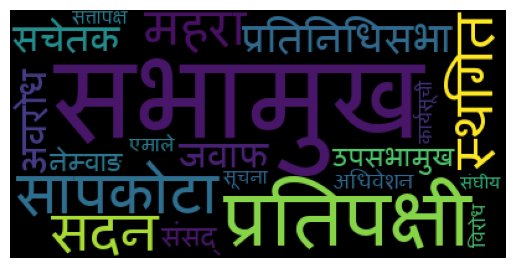 सत्तापक्ष
सचेतक
महरा
प्रतिनिधिसभा
स्थगित
सभामुख
अवरोध
कार्यसूची
एमाले
नेम्वाङ
जवाफ
उपसभामुख
सापकोटा
सूचना
अधिवेशन
संघीय
प्रतिपक्षी
सदन
संसद्
विरोध